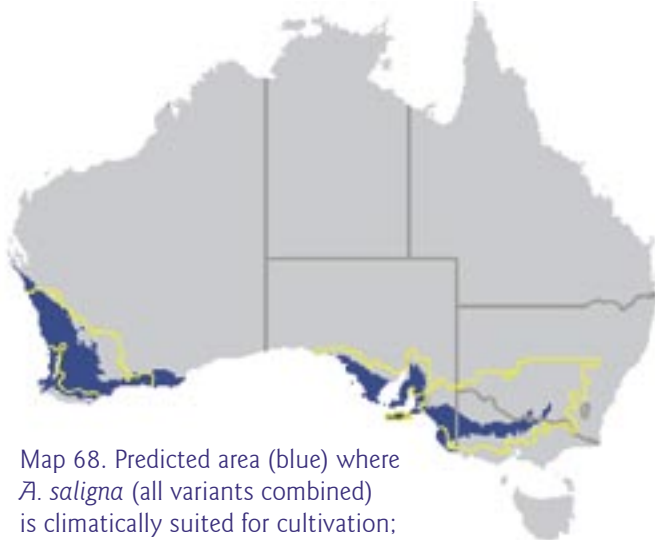 Map 68. Predicted area (blue) where
A. saligna (all variants combined)
is climatically suited for cultivation;